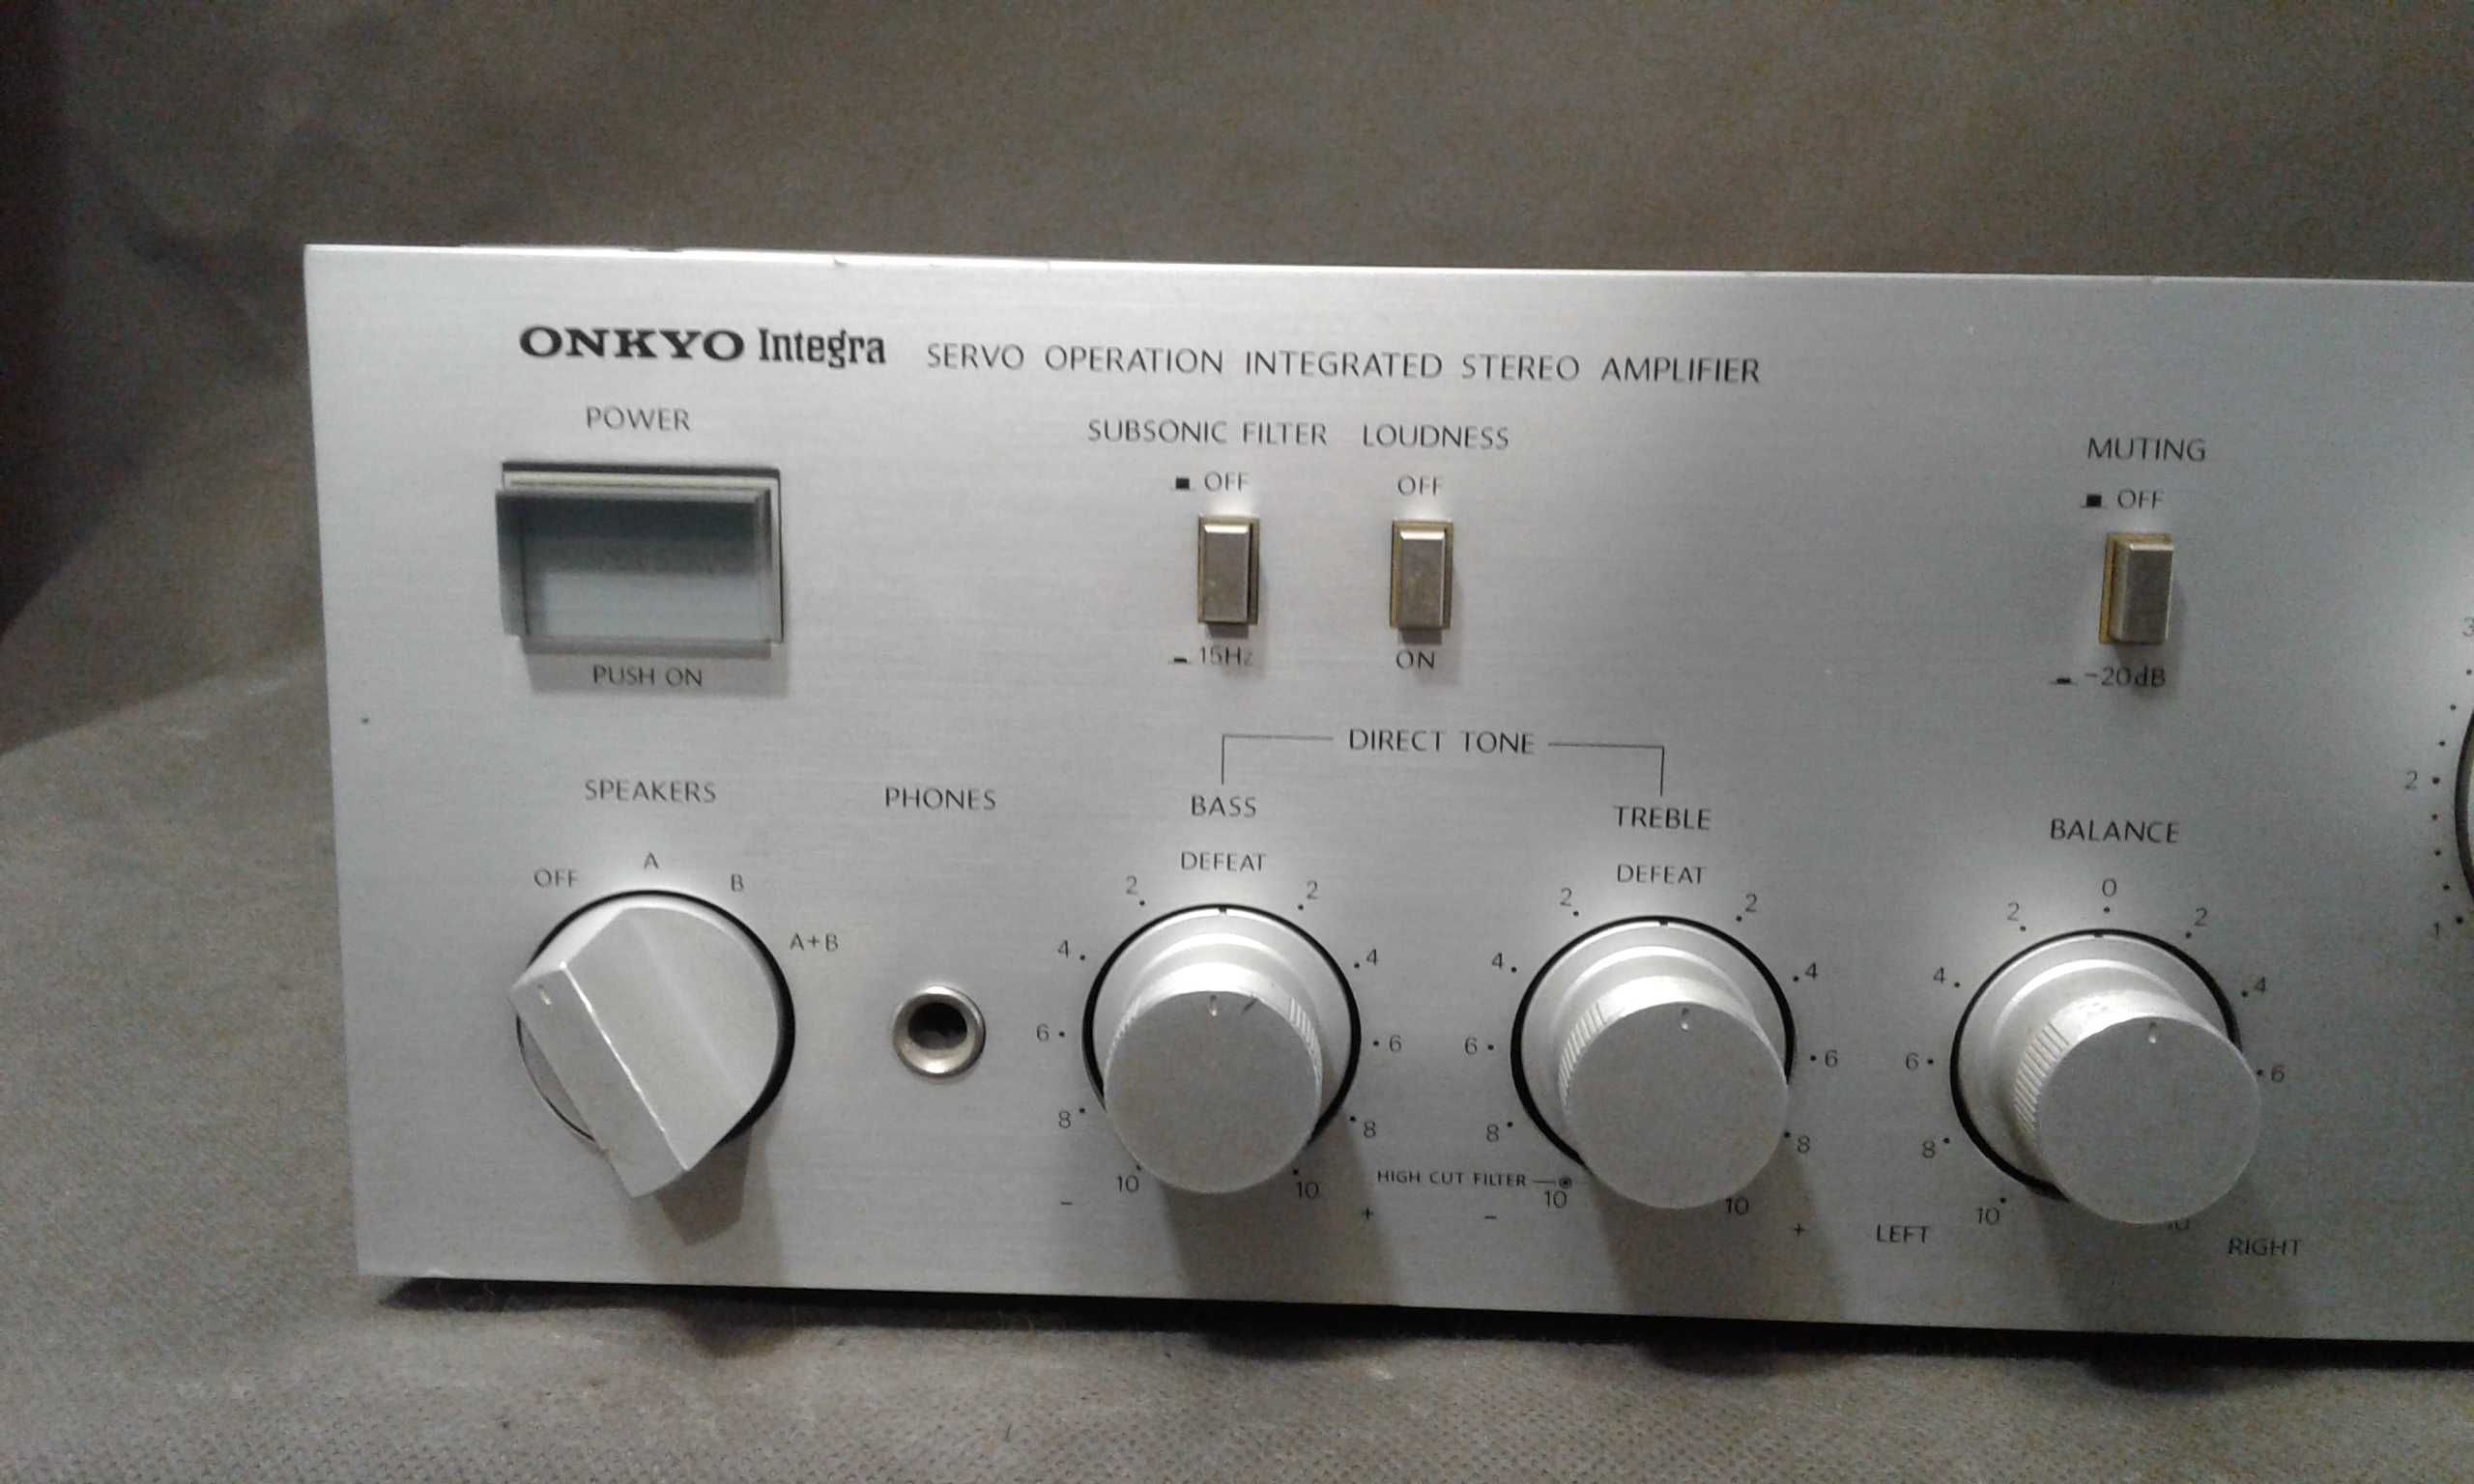 ONKYO Integra SERVO OPERATION INTEGRATED STEREO AMPLIFIER
POWER
PUSH ON
SUBSONIC FILTER LOUDNESS
OFF OFF
15Hz ON
MUTING
OFF
-20dB
DIRECT TONE
SPEAKERS
OFF A B A+B
PHONES
BASS
DEFEAT
2 2
4 4
6 6
8 8
10 10
- +
TREBLE
DEFEAT
2 2
4 4
6 6
8 8
HIGH CUT FILTER
10 10
- +
BALANCE
0
2 2
4 4
6 6
8
10
LEFT RIGHT
3
2
1